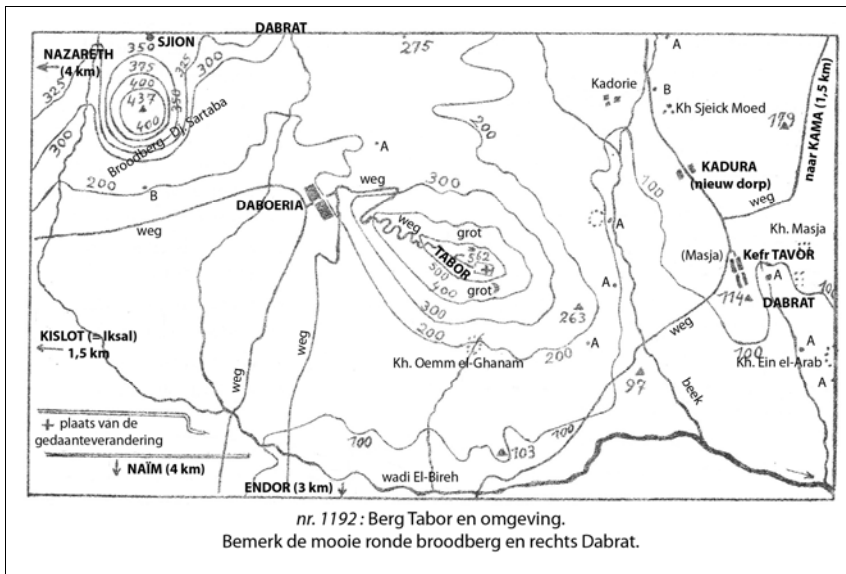 DABRAT
350
SJION
275
A
NAZARETH
(4 km)
375
325
300
Kadorie
B
Kh Sjeick Moed
400
437
400
350
325
179
naar KAMA (1,5 km)
Broodberg - Dj. Sartaba
200
300
A
100
KADURA
(nieuw dorp)
200
B
weg
300
weg
DABOERIA
weg
weg
grot
A
Kh. Masja
562
(Masja)
Kefr TAVOR
TABOR
500
A
100
400
grot
A
114
DABRAT
300
263
KISLOT (= Iksal)
1,5 km
200
weg
200
A
100
A
weg
weg
Kh. Oemm el-Ghanam
Kh. Ein el-Arab
97
A
beek
plaats van de
gedaanteverandering
100
100
103
NAÏM (4 km)
wadi El-Bireh
ENDOR (3 km)
nr. 1192 : Berg Tabor en omgeving.
Bemerk de mooie ronde broodberg en rechts Dabrat.